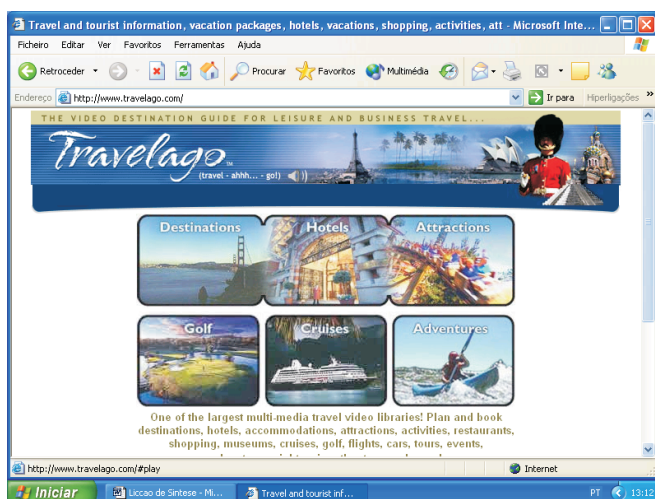 Travel and tourist information, vacation packages, hotels, vacations, shopping, activities, att - Microsoft Inte...
Ficheiro Editar Ver Favoritos Ferramentas Ajuda
Retroceder Procurar Favoritos Multimédia
Endereço http://www.travelago.com/ Ir para Hiperligações »
THE VIDEO DESTINATION GUIDE FOR LEISURE AND BUSINESS TRAVEL...
Travelago™
(travel - ahhh... - go!)
Destinations Hotels Attractions
Golf Cruises Adventures
One of the largest multi-media travel video libraries! Plan and book
destinations, hotels, accommodations, attractions, activities, restaurants,
shopping, museums, cruises, golf, flights, cars, tours, events,
http://www.travelago.com/#play Internet
Iniciar Liccao de Sintese - Mi... Travel and tourist inf... PT 13:12